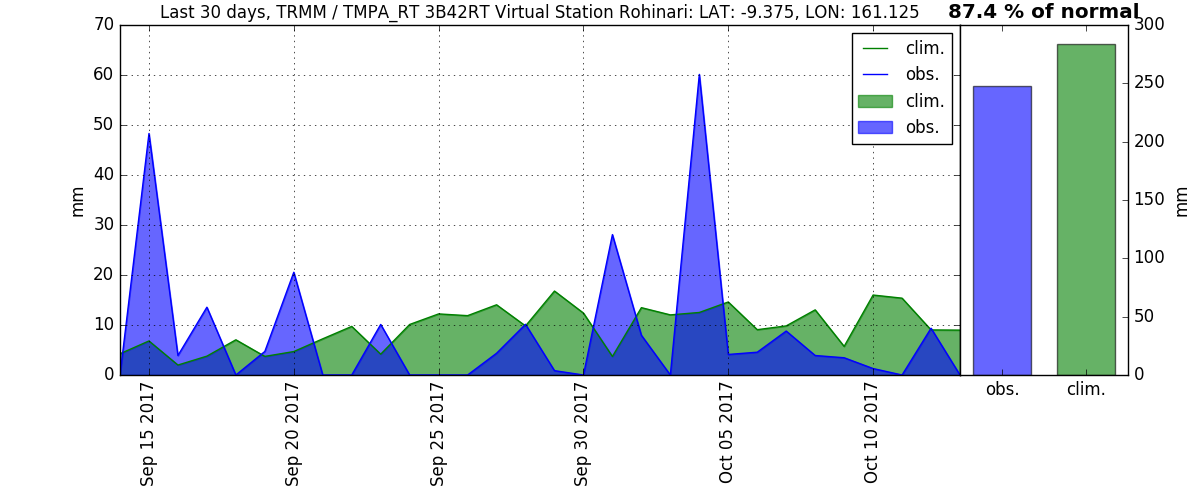 Last 30 days, TRMM / TMPA_RT 3B42RT Virtual Station Rohinari: LAT: -9.375, LON: 161.125
87.4 % of normal
70
60
50
40
30
20
10
0
mm
clim.
obs.
clim.
obs.
Sep 15 2017
Sep 20 2017
Sep 25 2017
Sep 30 2017
Oct 05 2017
Oct 10 2017
300
250
200
150
100
50
0
mm
obs.
clim.